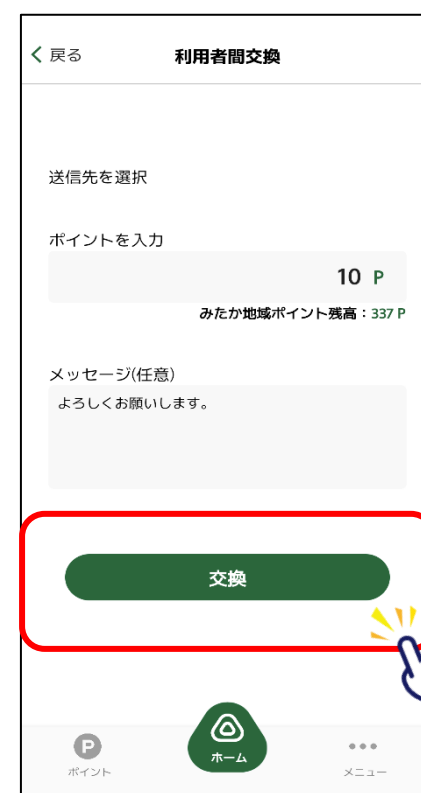 戻る 利用者間交換
送信先を選択
ポイントを入力
10 P
みたか地域ポイント残高：337 P
メッセージ(任意)
よろしくお願いします。
交換
P
ポイント ホーム メニュー